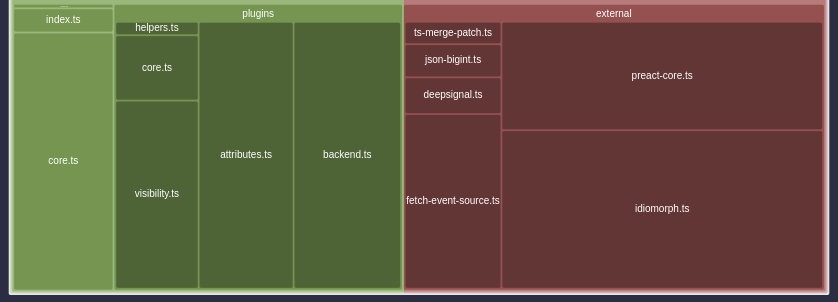 index.ts
core.ts
plugins
helpers.ts
core.ts
visibility.ts
attributes.ts
backend.ts
external
ts-merge-patch.ts
json-bigint.ts
deepsignal.ts
fetch-event-source.ts
preact-core.ts
idiomorph.ts